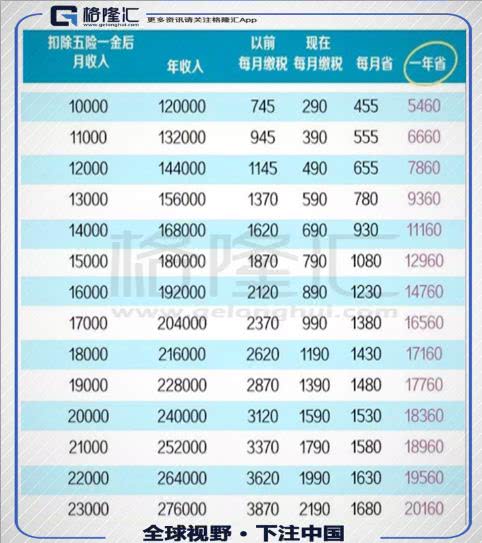 格隆汇
www.gelonghui.com
更多资讯请关注格隆汇App
扣除五险一金后 以前 现在
月收入 年收入 每月缴税 每月缴税 每月省 一年省
10000 120000 745 290 455 5460
11000 132000 945 390 555 6660
12000 144000 1145 490 655 7860
13000 156000 1370 590 780 9360
14000 168000 1620 690 930 11160
15000 180000 1870 790 1080 12960
16000 192000 2120 890 1230 14760
17000 204000 2370 990 1380 16560
18000 216000 2620 1190 1430 17160
19000 228000 2870 1390 1480 17760
20000 240000 3120 1590 1530 18360
21000 252000 3370 1790 1580 18960
22000 264000 3620 1990 1630 19560
23000 276000 3870 2190 1680 20160
格隆汇
www.gelonghui.com
全球视野·下注中国